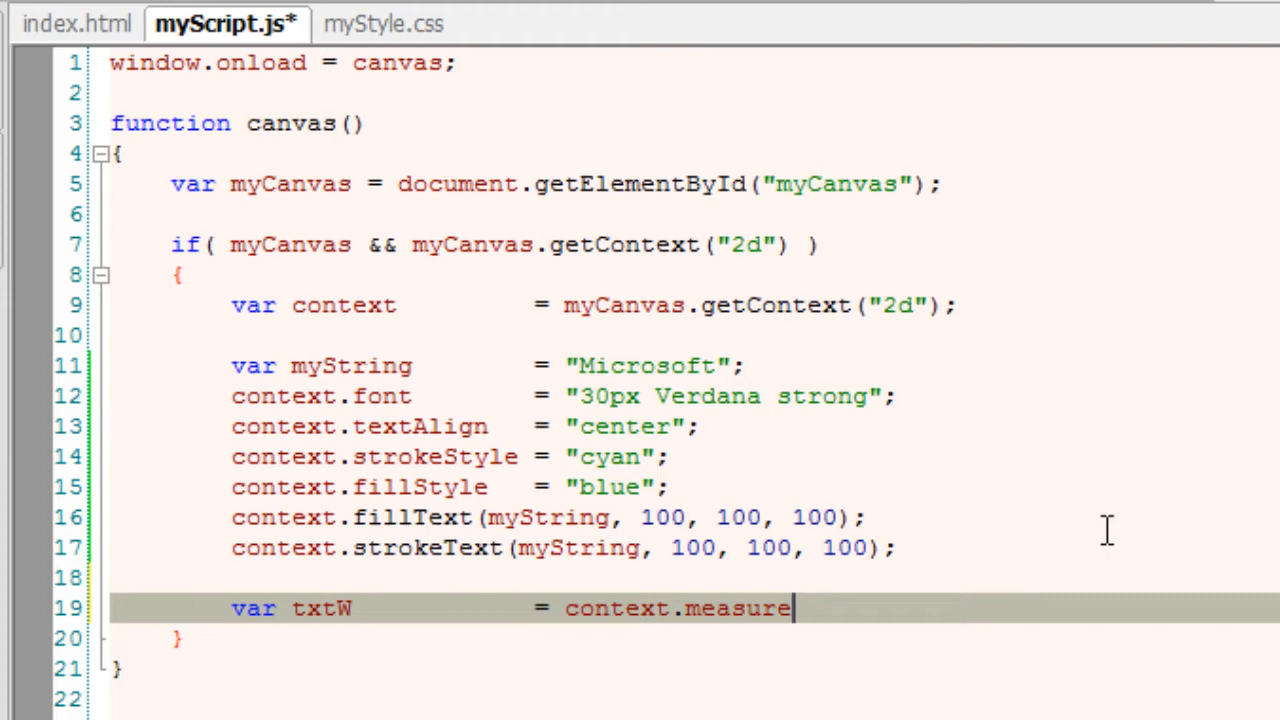 index.html myScript.js* myStyle.css
1 window.onload = canvas;
2
3 function canvas()
4 {
5 var myCanvas = document.getElementById("myCanvas");
6
7 if( myCanvas && myCanvas.getContext("2d") )
8 {
9 var context = myCanvas.getContext("2d");
10
11 var myString = "Microsoft";
12 context.font = "30px Verdana strong";
13 context.textAlign = "center";
14 context.strokeStyle = "cyan";
15 context.fillStyle = "blue";
16 context.fillText(myString, 100, 100, 100);
17 context.strokeText(myString, 100, 100, 100);
18
19 var txtW = context.measure
20 }
21 }
22